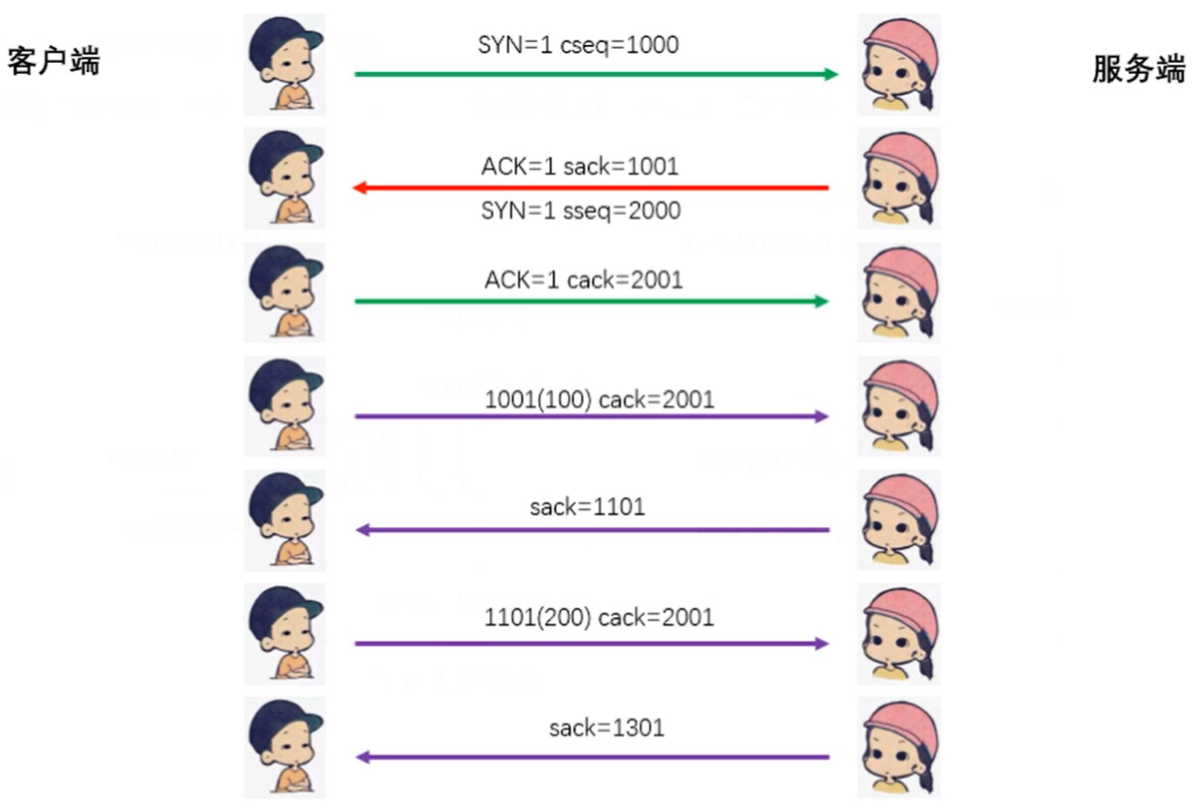 客户端
服务端
SYN=1 cseq=1000
ACK=1 sack=1001
SYN=1 sseq=2000
ACK=1 cack=2001
1001(100) cack=2001
sack=1101
1101(200) cack=2001
sack=1301